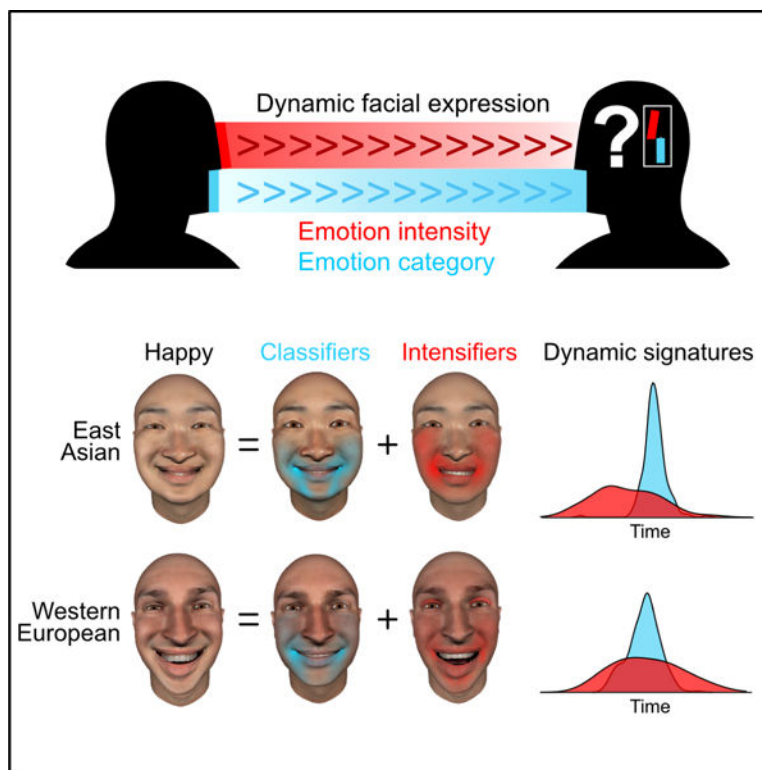 Dynamic facial expression
?
>>>>>>>>>>>>>
>>>>>>>>>>>>>
Emotion intensity
Emotion category
Happy Classifiers Intensifiers Dynamic signatures
East
Asian
= +
Time
Western
European
= +
Time